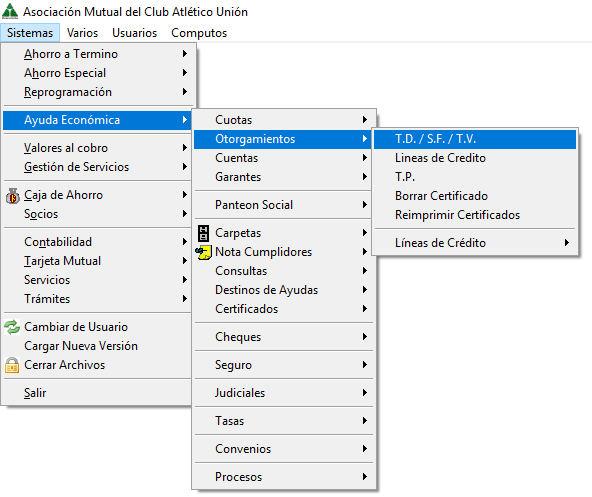 Asociación Mutual del Club Atlético Unión
Sistemas Varios Usuarios Computos
Ahorro a Termino
Ahorro Especial
Reprogramación
Ayuda Económica
Valores al cobro
Gestión de Servicios
Caja de Ahorro
Socios
Contabilidad
Tarjeta Mutual
Servicios
Trámites
Cambiar de Usuario
Cargar Nueva Versión
Cerrar Archivos
Salir
Cuotas
Otorgamientos
Cuentas
Garantes
Panteon Social
Carpetas
Nota Cumplidores
Consultas
Destinos de Ayudas
Certificados
Cheques
Seguro
Judiciales
Tasas
Convenios
Procesos
T.D. / S.F. / T.V.
Lineas de Credito
T.P.
Borrar Certificado
Reimprimir Certificados
Líneas de Crédito